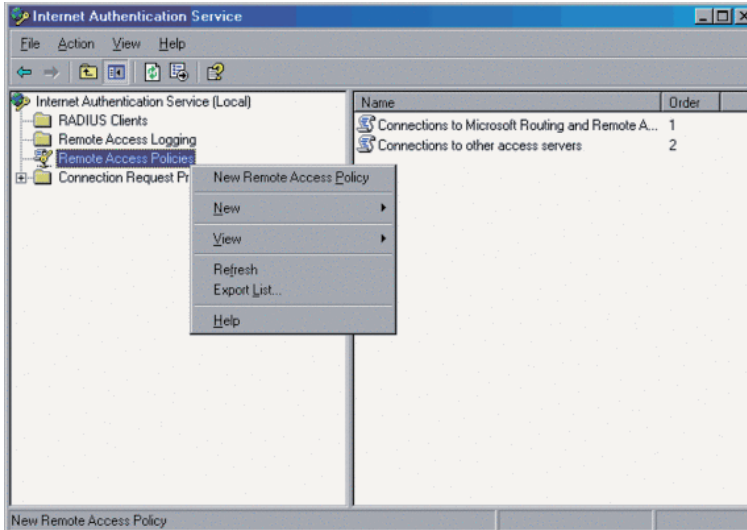 Internet Authentication Service
File Action View Help
Internet Authentication Service (Local)
RADIUS Clients
Remote Access Logging
Remote Access Policies
Connection Request Pr
Name Order
Connections to Microsoft Routing and Remote A... 1
Connections to other access servers 2
New Remote Access Policy
New
View
Refresh
Export List...
Help
New Remote Access Policy